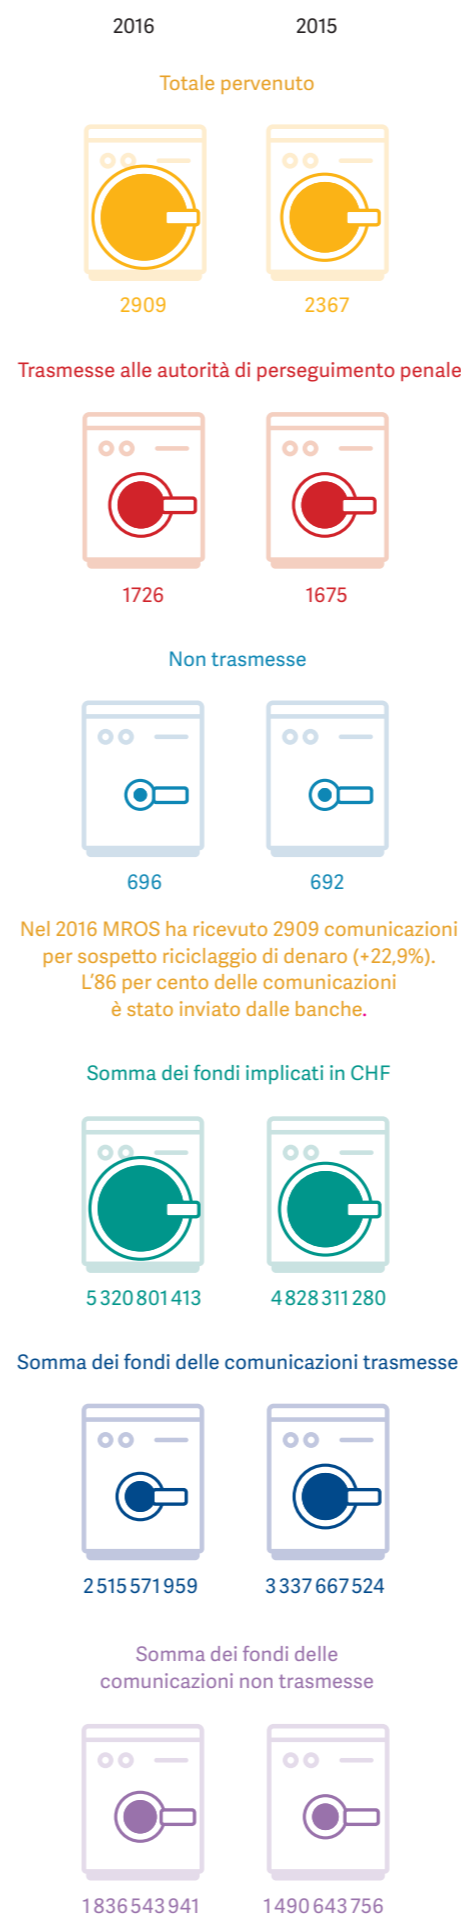 2016 2015
Totale pervenuto
2909 2367
Trasmesse alle autorità di perseguimento penale
1726 1675
Non trasmesse
696 692
Nel 2016 MROS ha ricevuto 2909 comunicazioni
per sospetto riciclaggio di denaro (+22,9%).
L'86 per cento delle comunicazioni
è stato inviato dalle banche.
Somma dei fondi implicati in CHF
5 320 801 413 4 828 311 280
Somma dei fondi delle comunicazioni trasmesse
2 515 571 959 3 337 667 524
Somma dei fondi delle
comunicazioni non trasmesse
1 836 543 941 1 490 643 756